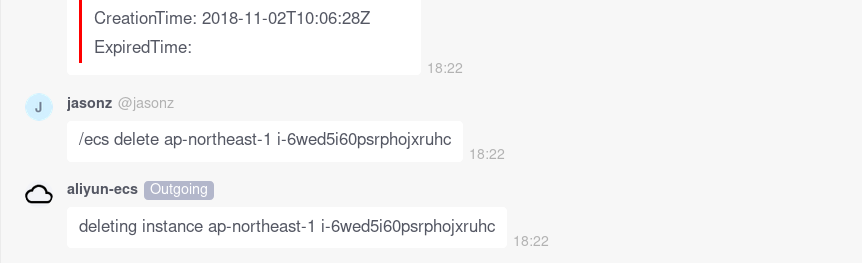 CreationTime: 2018-11-02T10:06:28Z
ExpiredTime:
18:22
J
jasonz @jasonz
/ecs delete ap-northeast-1 i-6wed5i60psrphojxruhc
18:22
aliyun-ecs Outgoing
deleting instance ap-northeast-1 i-6wed5i60psrphojxruhc
18:22